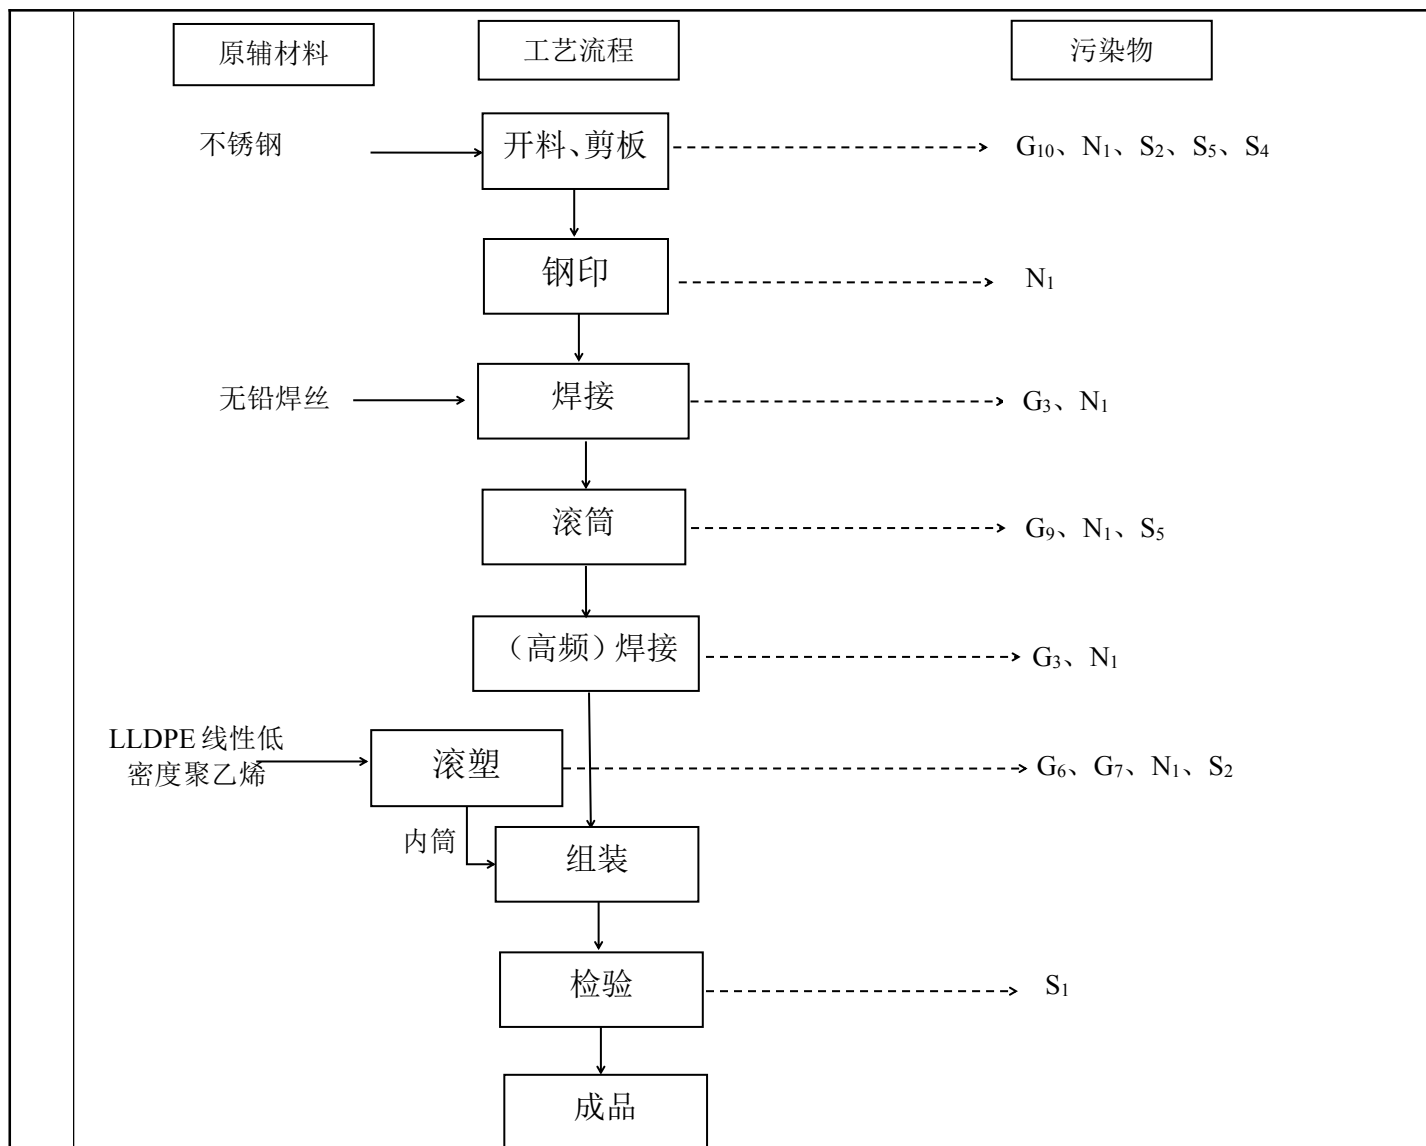 原辅材料
工艺流程
污染物
不锈钢
开料、剪板
G₁₀、N₁、S₂、S₅、S₄
钢印
N₁
无铅焊丝
焊接
G₃、N₁
滚筒
G₉、N₁、S₅
（高频）焊接
G₃、N₁
LLDPE 线性低
密度聚乙烯
滚塑
G₆、G₇、N₁、S₂
内筒
组装
检验
S₁
成品